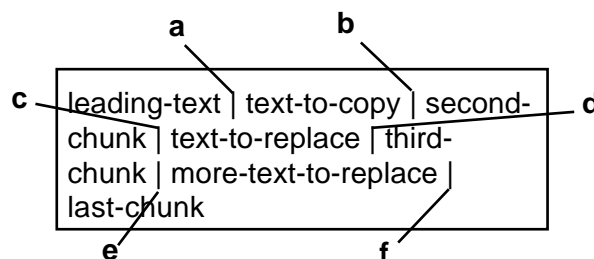 a b
c leading-text | text-to-copy | second- d
chunk | text-to-replace | third-
chunk | more-text-to-replace |
last-chunk
e f